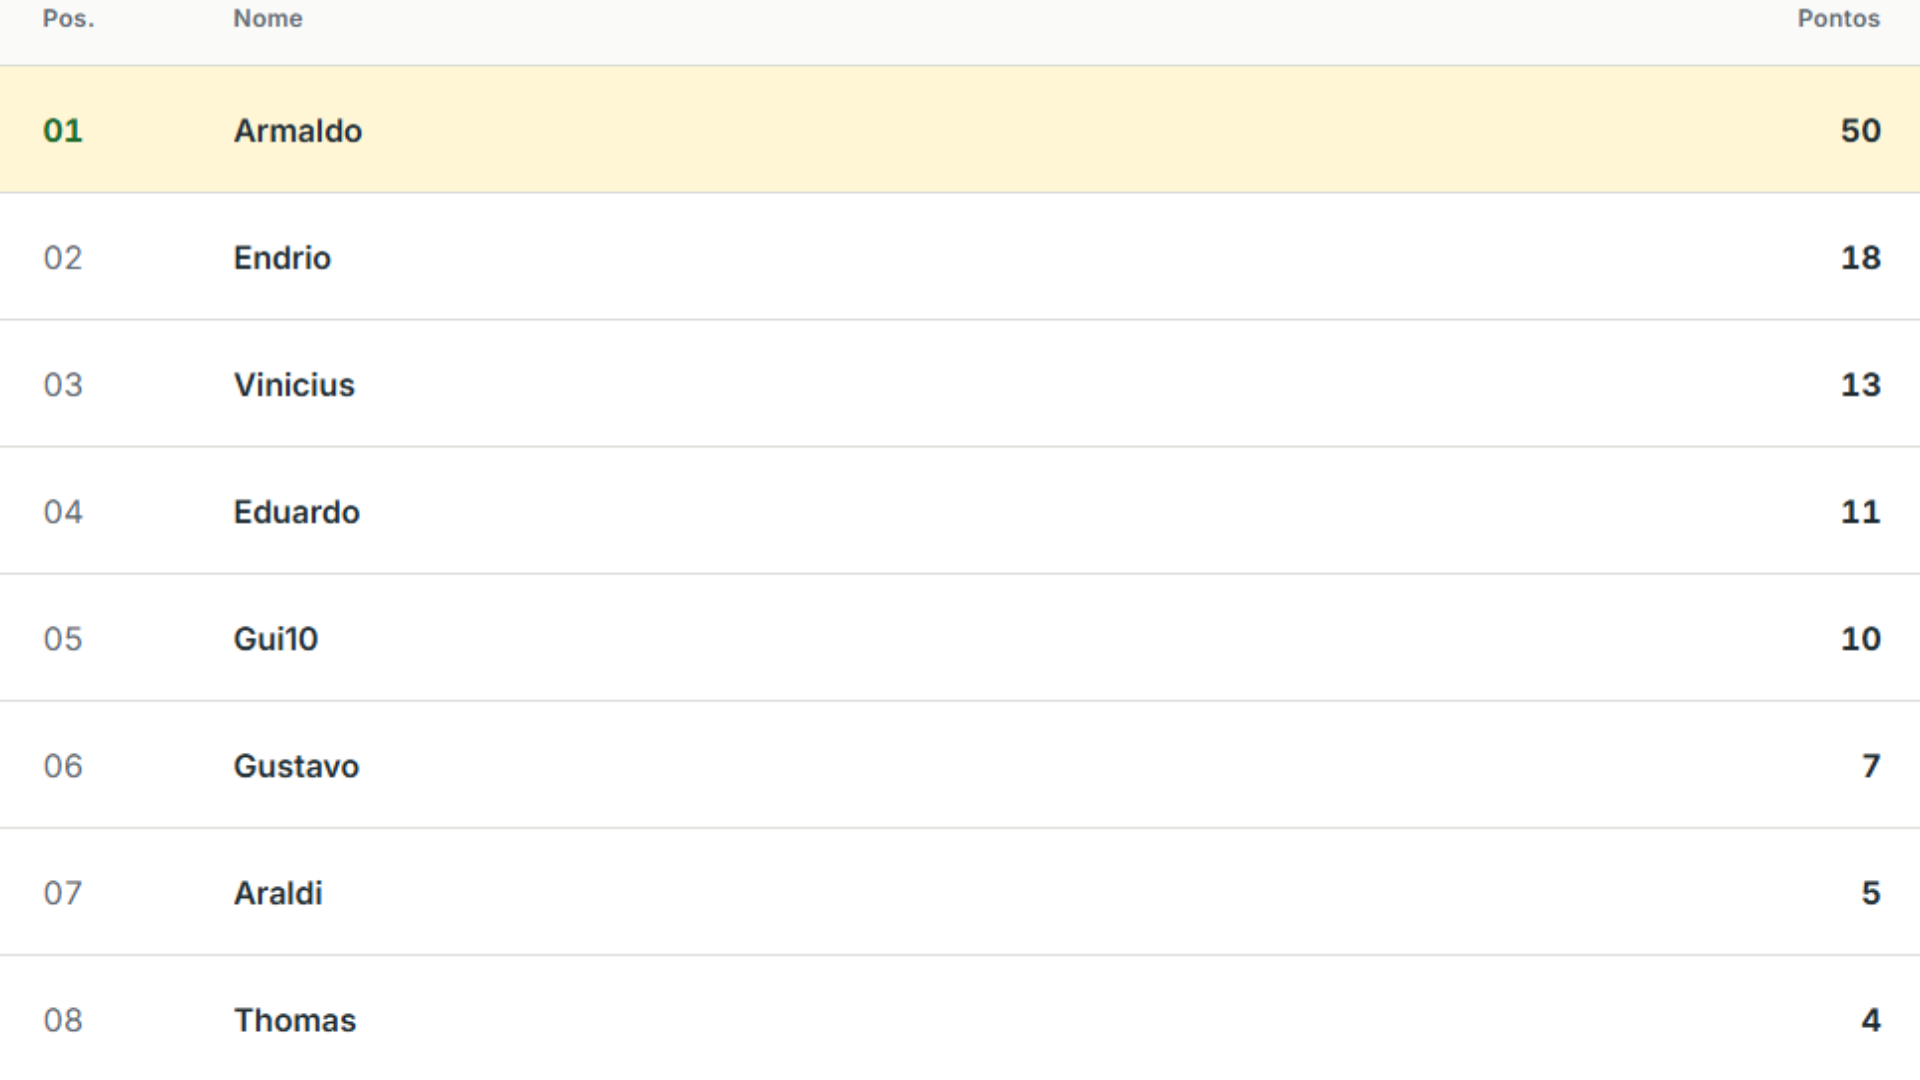 Pos. Nome Pontos
01 Armaldo 50
02 Endrio 18
03 Vinicius 13
04 Eduardo 11
05 Gui10 10
06 Gustavo 7
07 Araldi 5
08 Thomas 4